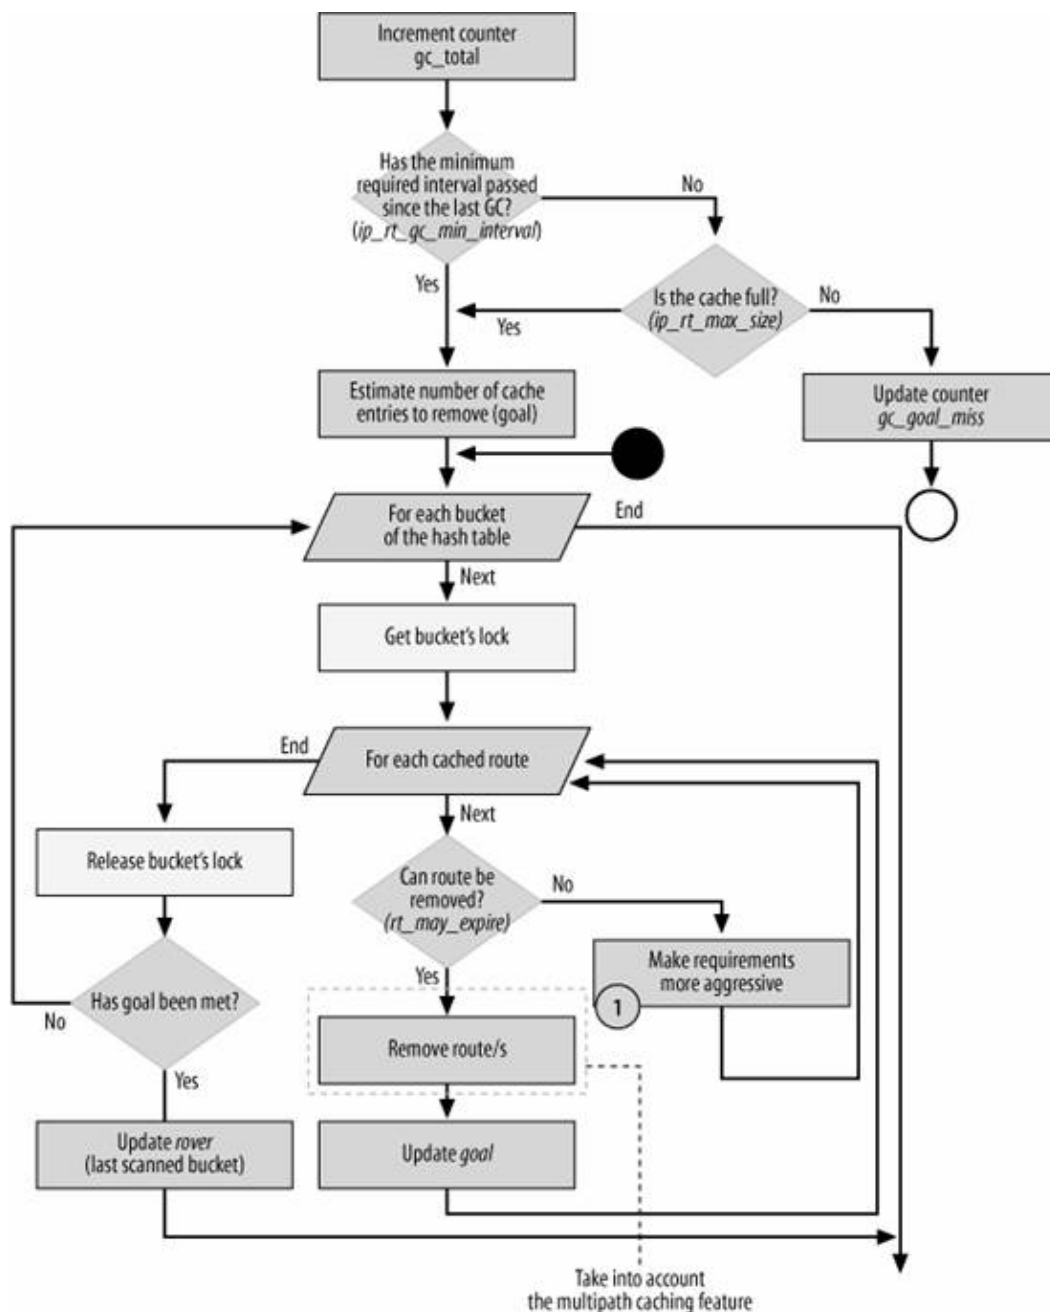 Increment counter
gc_total
Has the minimum
required interval passed
since the last GC?
(ip_rt_gc_min_interval)
No
Yes
Is the cache full?
(ip_rt_max_size)
No
Yes
Estimate number of cache
entries to remove (goal)
Update counter
gc_goal_miss
For each bucket
of the hash table
End
Next
Get bucket's lock
For each cached route
End
Next
Release bucket's lock
Can route be
removed?
(rt_may_expire)
No
Yes
Make requirements
more aggressive
1
Has goal been met?
No
Yes
Remove route/s
Update rover
(last scanned bucket)
Update goal
Take into account
the multipath caching feature